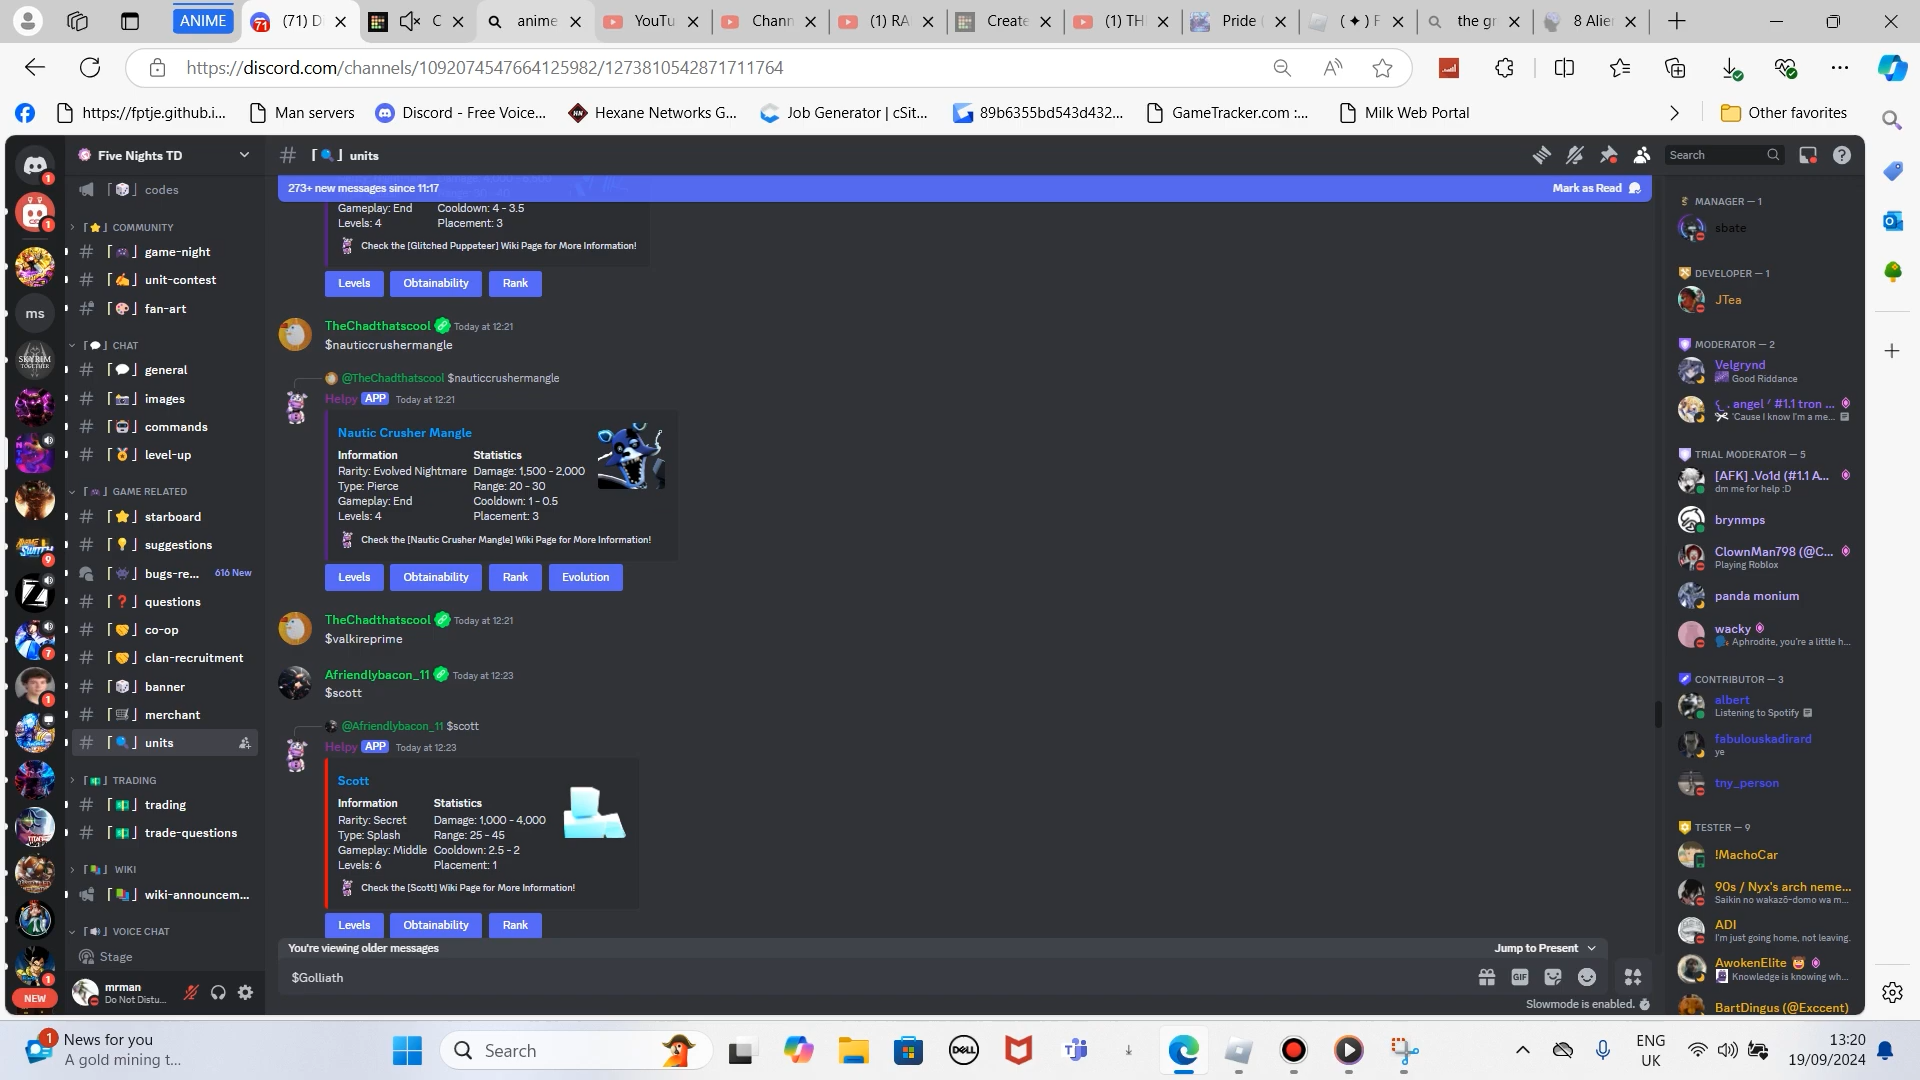 ANIME
(71) Di
C
anime
YouTu
Chann
(1) RA
Create
(1) TH
Pride (
(✦) F
the gr
8 Alier
https://discord.com/channels/1092074547664125982/1273810542871711764
https://fptje.github.i...
Man servers
Discord - Free Voice...
Hexane Networks G...
Job Generator | cSit...
89b6355bd543d432...
GameTracker.com :...
Milk Web Portal
Other favorites
Five Nights TD
codes
COMMUNITY
game-night
unit-contest
fan-art
CHAT
general
images
commands
level-up
GAME RELATED
starboard
suggestions
bugs-re... 616 New
questions
co-op
clan-recruitment
banner
merchant
units
TRADING
trading
trade-questions
WIKI
wiki-announcem...
VOICE CHAT
Stage
mrman
Do Not Distu...
ms
SKYRIM
TOGETHER
NEW
# units
Search
273+ new messages since 11:17
Mark as Read
Gameplay: End Cooldown: 4 - 3.5
Levels: 4 Placement: 3
Check the [Glitched Puppeteer] Wiki Page for More Information!
Levels Obtainability Rank
TheChadthatscool Today at 12:21
$nauticcrushermangle
@TheChadthatscool $nauticcrushermangle
Helpy APP Today at 12:21
Nautic Crusher Mangle
Information Statistics
Rarity: Evolved Nightmare Damage: 1,500 - 2,000
Type: Pierce Range: 20 - 30
Gameplay: End Cooldown: 1 - 0.5
Levels: 4 Placement: 3
Check the [Nautic Crusher Mangle] Wiki Page for More Information!
Levels Obtainability Rank Evolution
TheChadthatscool Today at 12:21
$valkireprime
Afriendlybacon_11 Today at 12:23
$scott
@Afriendlybacon_11 $scott
Helpy APP Today at 12:23
Scott
Information Statistics
Rarity: Secret Damage: 1,000 - 4,000
Type: Splash Range: 25 - 45
Gameplay: Middle Cooldown: 2.5 - 2
Levels: 6 Placement: 1
Check the [Scott] Wiki Page for More Information!
Levels Obtainability Rank
You're viewing older messages
Jump to Present
$Golliath
GIF
Slowmode is enabled.
MANAGER — 1
sbate
DEVELOPER — 1
JTea
MODERATOR — 2
Velgrynd
Good Riddance
. angel ʹ #1.1 tron ...
'Cause I know I'm a me...
TRIAL MODERATOR — 5
[AFK] .Vo1d (#1.1 A...
dm me for help :D
brynmps
ClownMan798 (@C...
Playing Roblox
panda monium
wacky
Aphrodite, you're a little h...
CONTRIBUTOR — 3
albert
Listening to Spotify
fabulouskadirard
ye
tny_person
TESTER — 9
!MachoCar
90s / Nyx's arch neme...
Saikin no wakazō-domo wa m...
ADI
I'm just going home, not leaving.
AwokenElite
Knowledge is knowing wh...
BartDingus (@Exccent)
1
News for you
A gold mining t...
Search
DELL
ENG
UK
13:20
19/09/2024